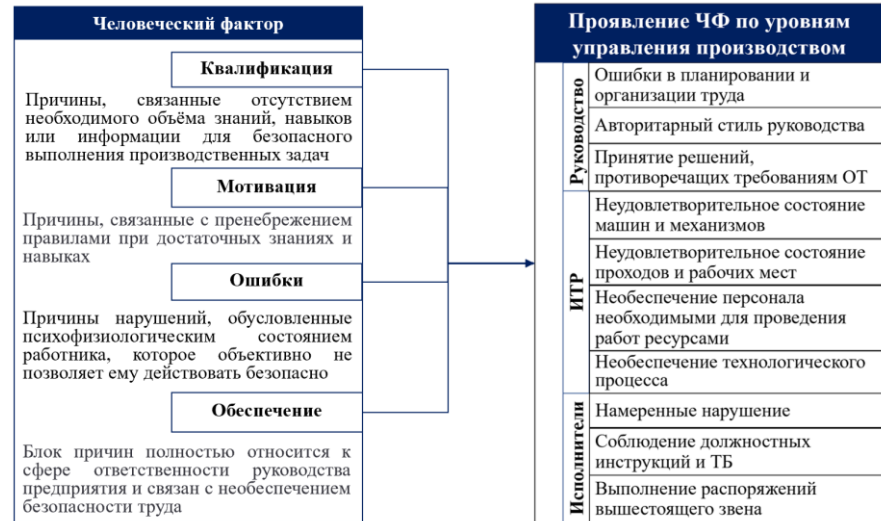 Человеческий фактор
Квалификация
Причины, связанные отсутствием
необходимого объёма знаний, навыков
или информации для безопасного
выполнения производственных задач
Мотивация
Причины, связанные с пренебрежением
правилами при достаточных знаниях и
навыках
Ошибки
Причины нарушений, обусловленные
психофизиологическим состоянием
работника, которое объективно не
позволяет ему действовать безопасно
Обеспечение
Блок причин полностью относится к
сфере ответственности руководства
предприятия и связан с необеспечением
безопасности труда
Проявление ЧФ по уровням
управления производством
Руководство
Ошибки в планировании и
организации труда
Авторитарный стиль руководства
Принятие решений,
противоречащих требованиям ОТ
ИТР
Неудовлетворительное состояние
машин и механизмов
Неудовлетворительное состояние
проходов и рабочих мест
Необеспечение персонала
необходимыми для проведения
работ ресурсами
Необеспечение технологического
процесса
Исполнители
Намеренные нарушение
Соблюдение должностных
инструкций и ТБ
Выполнение распоряжений
вышестоящего звена